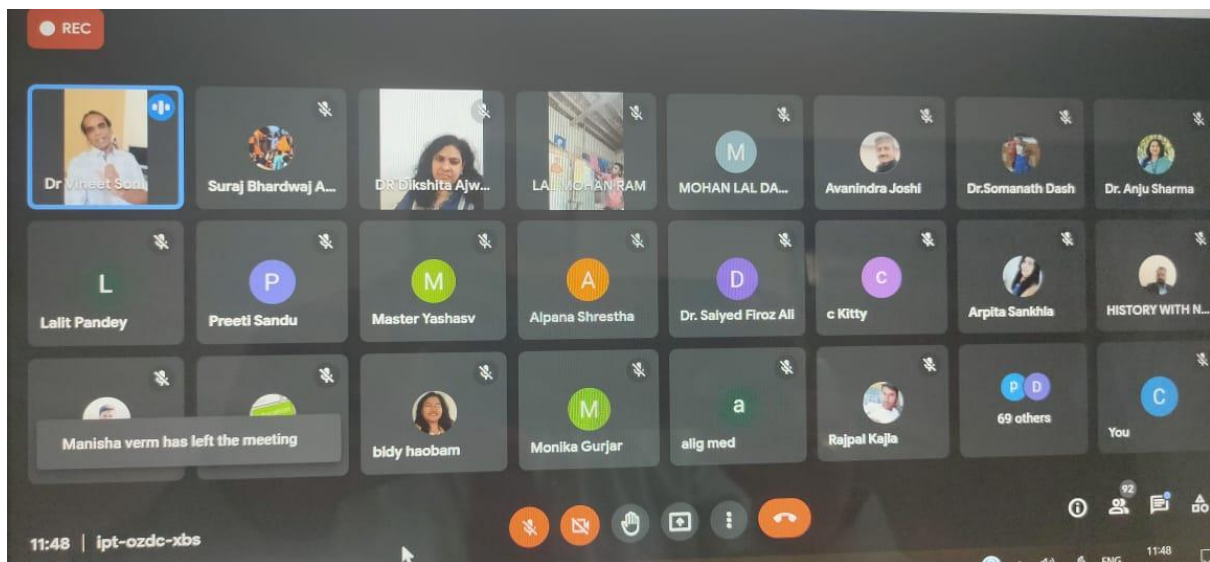 REC
Dr Vineet Soni
Suraj Bhardwaj A...
DR Dikshita Ajw...
LAL MOHAN RAM
M
MOHAN LAL DA...
Avanindra Joshi
Dr.Somanath Dash
Dr. Anju Sharma
L
Lalit Pandey
P
Preeti Sandu
M
Master Yashasv
A
Alpana Shrestha
D
Dr. Saiyed Firoz Ali
c
c Kitty
Arpita Sankhla
HISTORY WITH N...
Manisha verm has left the meeting
bidy haobam
M
Monika Gurjar
a
alig med
Rajpal Kajla
P D
69 others
C
You
92
11:48 | ipt-ozdc-xbs
ENG
11:48